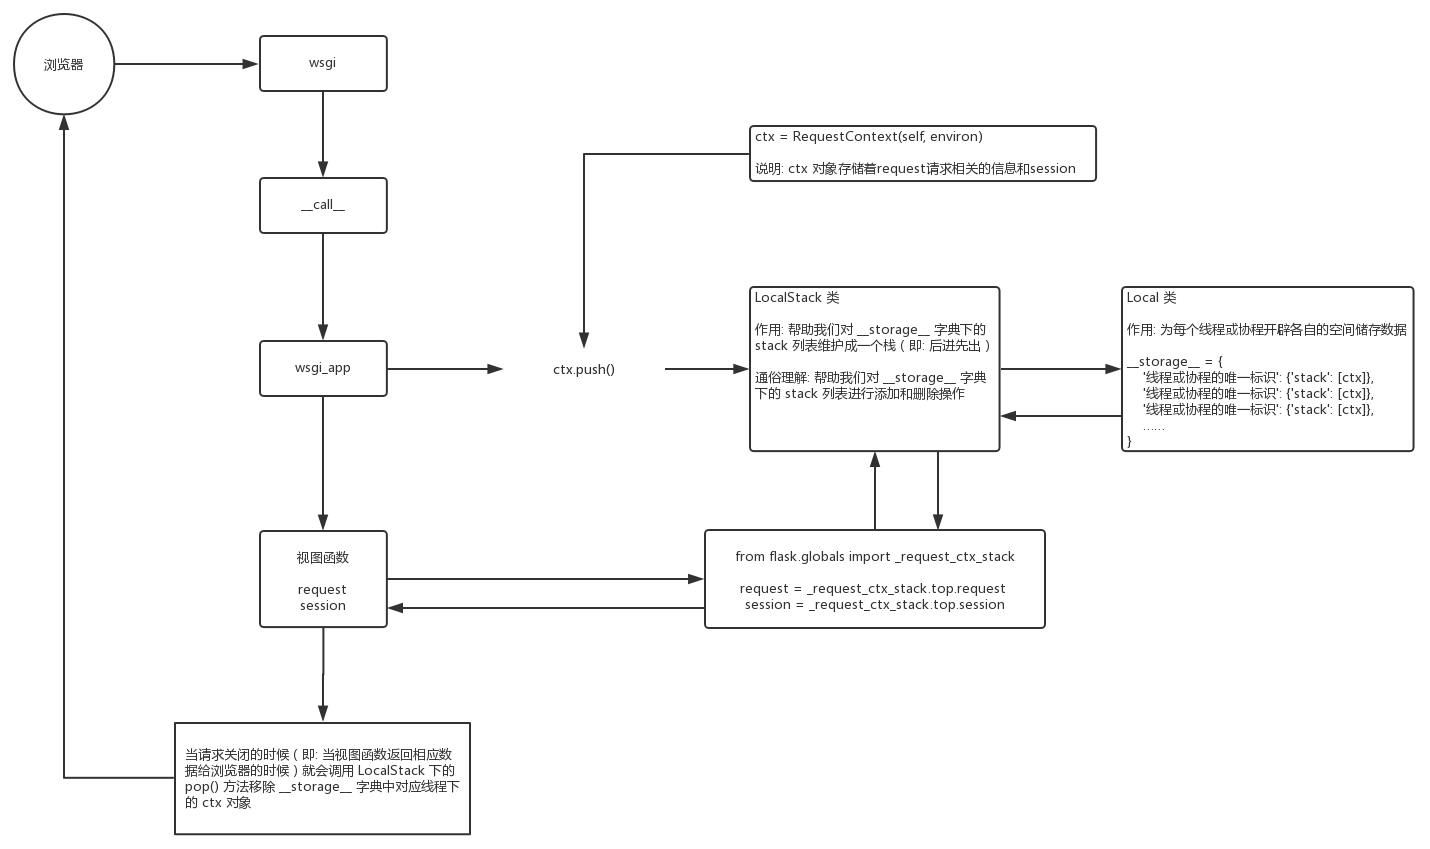 浏览器
wsgi
__call__
wsgi_app
ctx = RequestContext(self, environ)
说明: ctx 对象存储着request请求相关的信息和session
ctx.push()
LocalStack 类
作用: 帮助我们对 __storage__ 字典下的
stack 列表维护成一个栈 ( 即: 后进先出 )
通俗理解: 帮助我们对 __storage__ 字典
下的 stack 列表进行添加和删除操作
Local 类
作用: 为每个线程或协程开辟各自的空间储存数据
__storage__ = {
'线程或协程的唯一标识': {'stack': [ctx]},
'线程或协程的唯一标识': {'stack': [ctx]},
'线程或协程的唯一标识': {'stack': [ctx]},
……
}
视图函数
request
session
from flask.globals import _request_ctx_stack
request = _request_ctx_stack.top.request
session = _request_ctx_stack.top.session
当请求关闭的时候 ( 即: 当视图函数返回相应数
据给浏览器的时候 ) 就会调用 LocalStack 下的
pop() 方法移除 __storage__ 字典中对应线程下
的 ctx 对象